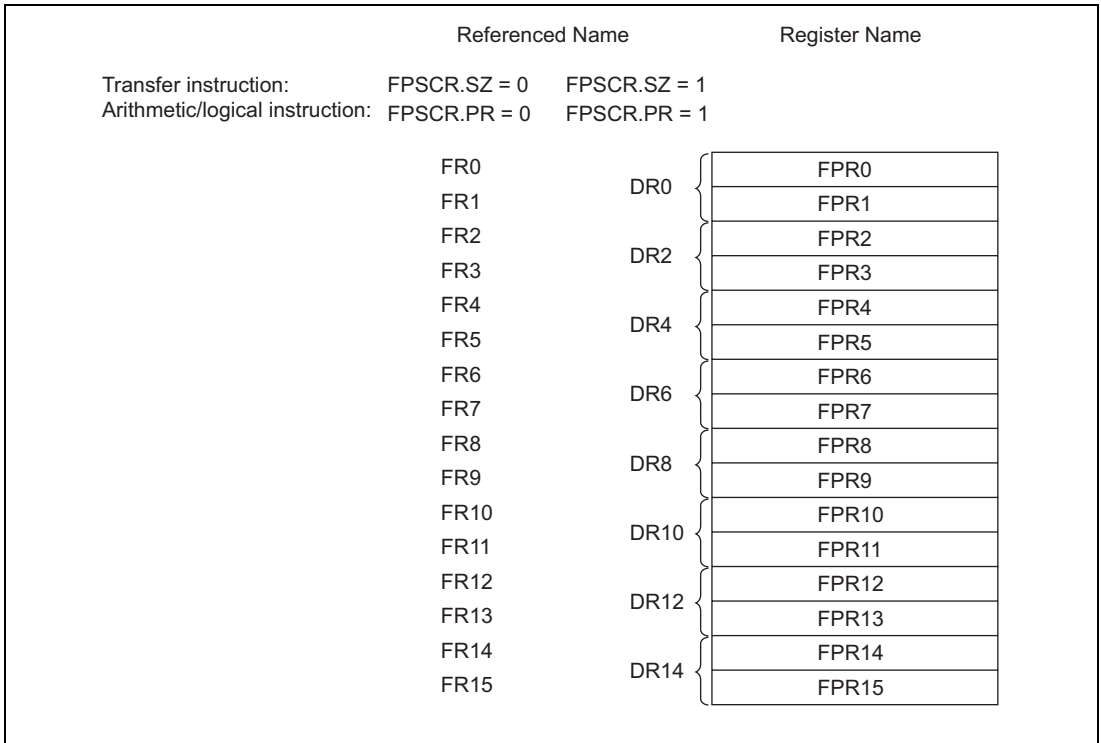 Referenced Name Register Name
Transfer instruction: FPSCR.SZ = 0 FPSCR.SZ = 1
Arithmetic/logical instruction: FPSCR.PR = 0 FPSCR.PR = 1
FR0 FPR0
DR0
FR1 FPR1
FR2 FPR2
DR2
FR3 FPR3
FR4 FPR4
DR4
FR5 FPR5
FR6 FPR6
DR6
FR7 FPR7
FR8 FPR8
DR8
FR9 FPR9
FR10 FPR10
DR10
FR11 FPR11
FR12 FPR12
DR12
FR13 FPR13
FR14 FPR14
DR14
FR15 FPR15